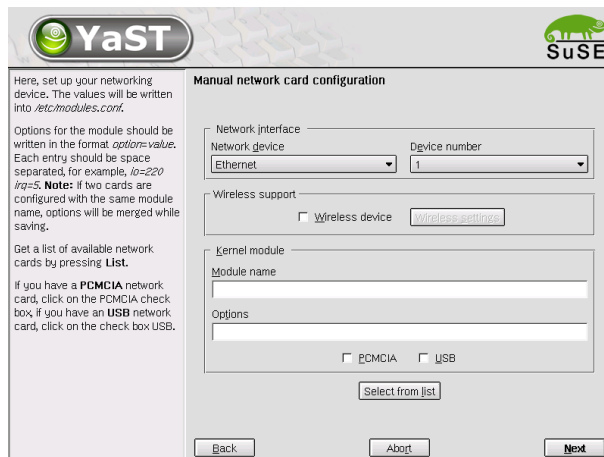 YaST
SuSE
Here, set up your networking
device. The values will be written
into /etc/modules.conf.
Options for the module should be
written in the format option=value.
Each entry should be space
separated, for example, io=220
irq=5. Note: If two cards are
configured with the same module
name, options will be merged while
saving.
Get a list of available network
cards by pressing List.
If you have a PCMCIA network
card, click on the PCMCIA check
box, if you have an USB network
card, click on the check box USB.
Manual network card configuration
Network interface
Network device
Device number
Ethernet
1
Wireless support
Wireless device
Wireless settings
Kernel module
Module name
Options
PCMCIA
USB
Select from list
Back
Abort
Next